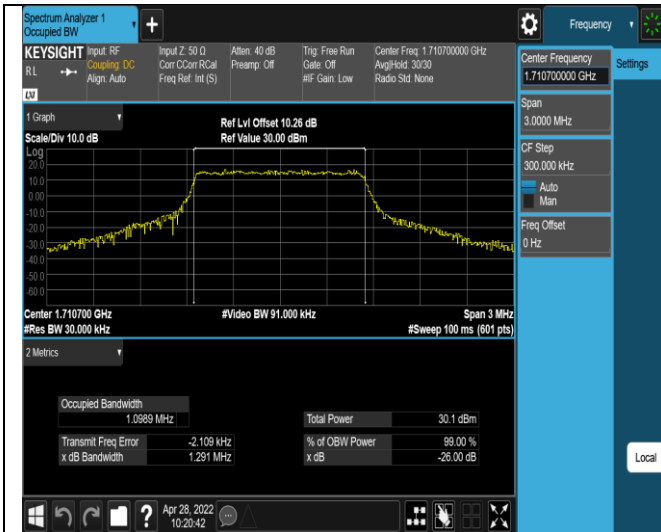 Spectrum Analyzer 1
Occupied BW
Frequency
KEYSIGHT
R L
LXI
Input: RF
Coupling: DC
Align: Auto
Input Z: 50 Ω
Corr CCorr RCal
Freq Ref: Int (S)
Atten: 40 dB
Preamp: Off
Trig: Free Run
Gate: Off
#IF Gain: Low
Center Freq: 1.710700000 GHz
Avg|Hold: 30/30
Radio Std: None
Center Frequency
1.710700000 GHz
Settings
Span
3.0000 MHz
CF Step
300.000 kHz
Auto
Man
Freq Offset
0 Hz
1 Graph
Scale/Div 10.0 dB
Ref Lvl Offset 10.26 dB
Ref Value 30.00 dBm
Log
20.0
10.0
0.00
-10.0
-20.0
-30.0
-40.0
-50.0
-60.0
Center 1.710700 GHz
#Video BW 91.000 kHz
Span 3 MHz
#Res BW 30.000 kHz
#Sweep 100 ms (601 pts)
2 Metrics
Occupied Bandwidth
1.0989 MHz
Total Power 30.1 dBm
Transmit Freq Error -2.109 kHz
% of OBW Power 99.00 %
x dB Bandwidth 1.291 MHz
x dB -26.00 dB
Local
?
Apr 28, 2022
10:20:42